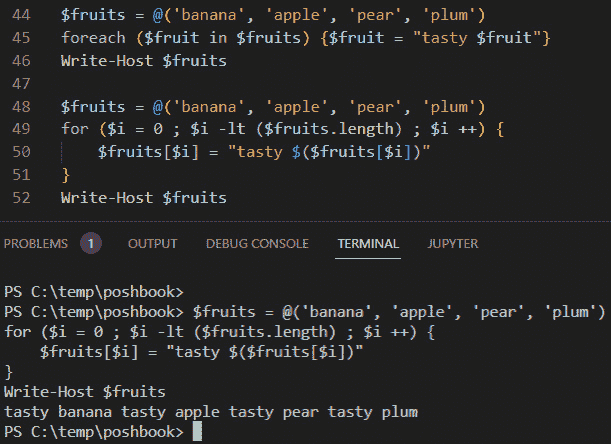 44 $fruits = @('banana', 'apple', 'pear', 'plum')
45 foreach ($fruit in $fruits) {$fruit = "tasty $fruit"}
46 Write-Host $fruits
47
48 $fruits = @('banana', 'apple', 'pear', 'plum')
49 for ($i = 0 ; $i -lt ($fruits.length) ; $i ++) {
50     $fruits[$i] = "tasty $($fruits[$i])"
51 }
52 Write-Host $fruits
PROBLEMS 1 OUTPUT DEBUG CONSOLE TERMINAL JUPYTER
PS C:\temp\poshbook>
PS C:\temp\poshbook> $fruits = @('banana', 'apple', 'pear', 'plum')
for ($i = 0 ; $i -lt ($fruits.length) ; $i ++) {
    $fruits[$i] = "tasty $($fruits[$i])"
}
Write-Host $fruits
tasty banana tasty apple tasty pear tasty plum
PS C:\temp\poshbook>